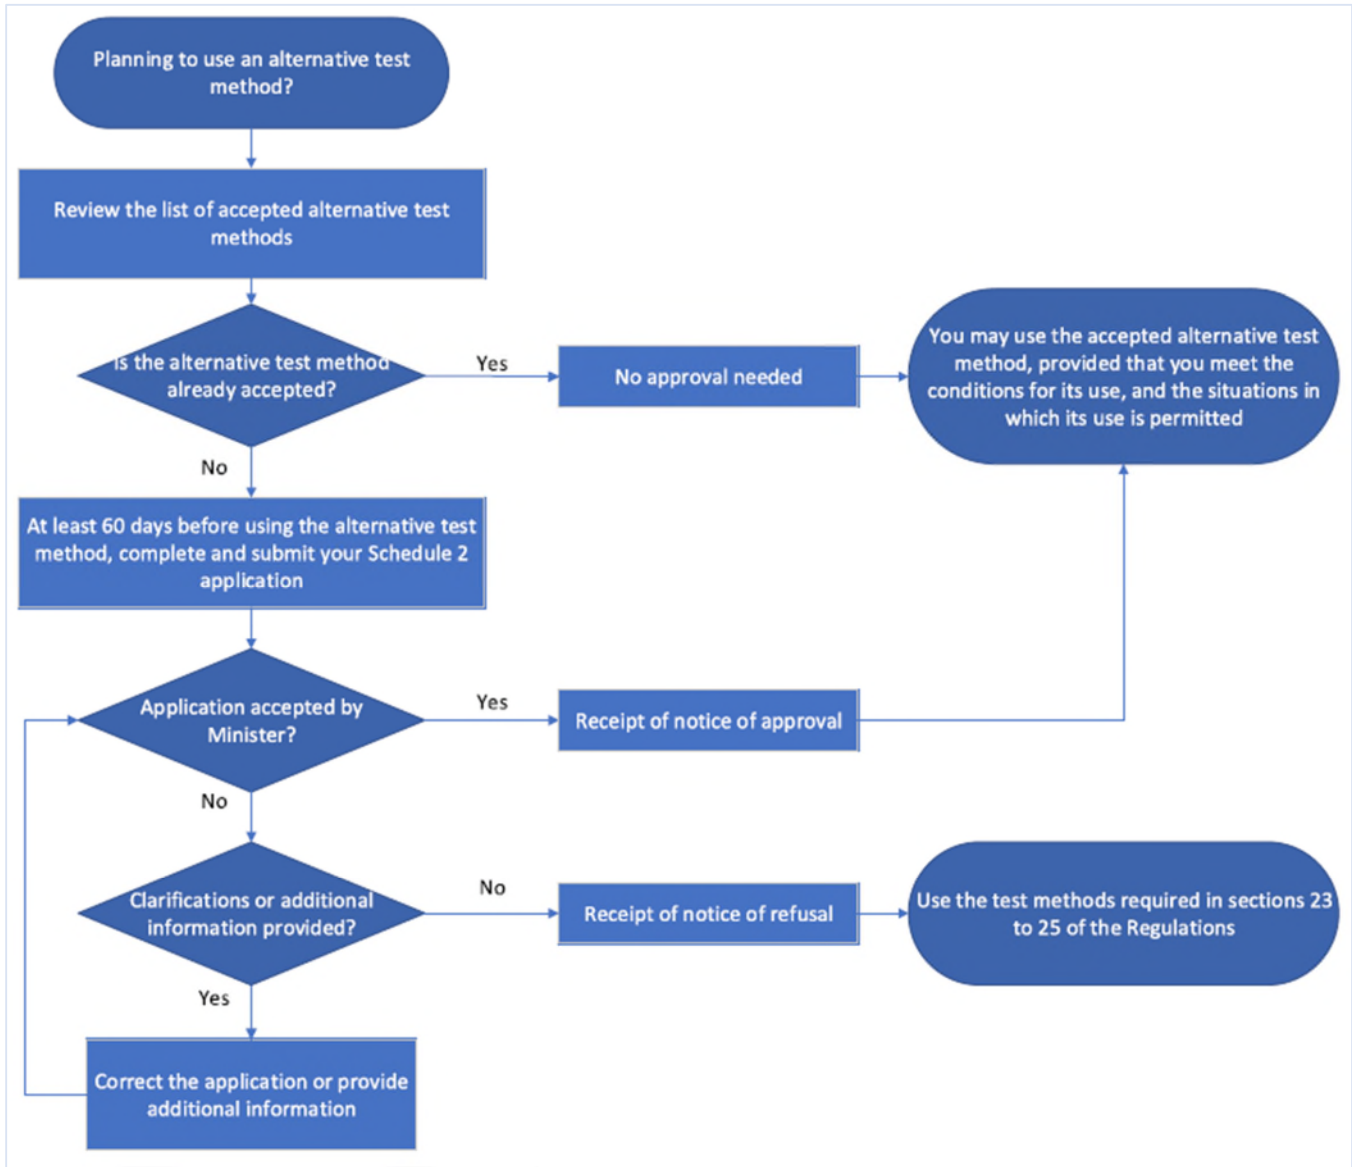 Planning to use an alternative test
method?
Review the list of accepted alternative test
methods
Is the alternative test method
already accepted?
Yes
No approval needed
You may use the accepted alternative test
method, provided that you meet the
conditions for its use, and the situations in
which its use is permitted
No
At least 60 days before using the alternative test
method, complete and submit your Schedule 2
application
Application accepted by
Minister?
Yes
Receipt of notice of approval
No
Clarifications or additional
information provided?
No
Receipt of notice of refusal
Use the test methods required in sections 23
to 25 of the Regulations
Yes
Correct the application or provide
additional information